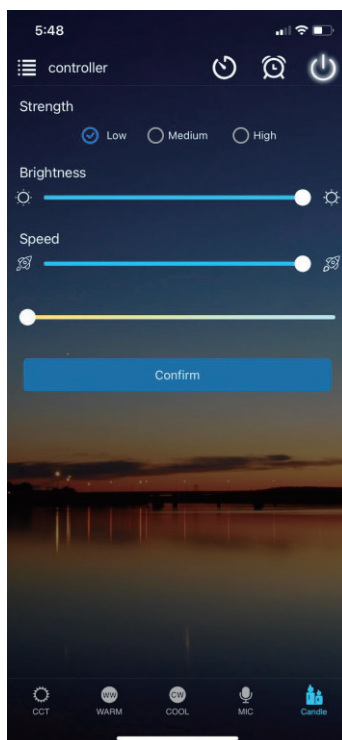 5:48
controller
Strength
Low Medium High
Brightness
Speed
Confirm
WW CW
CCT WARM COOL MIC Candle